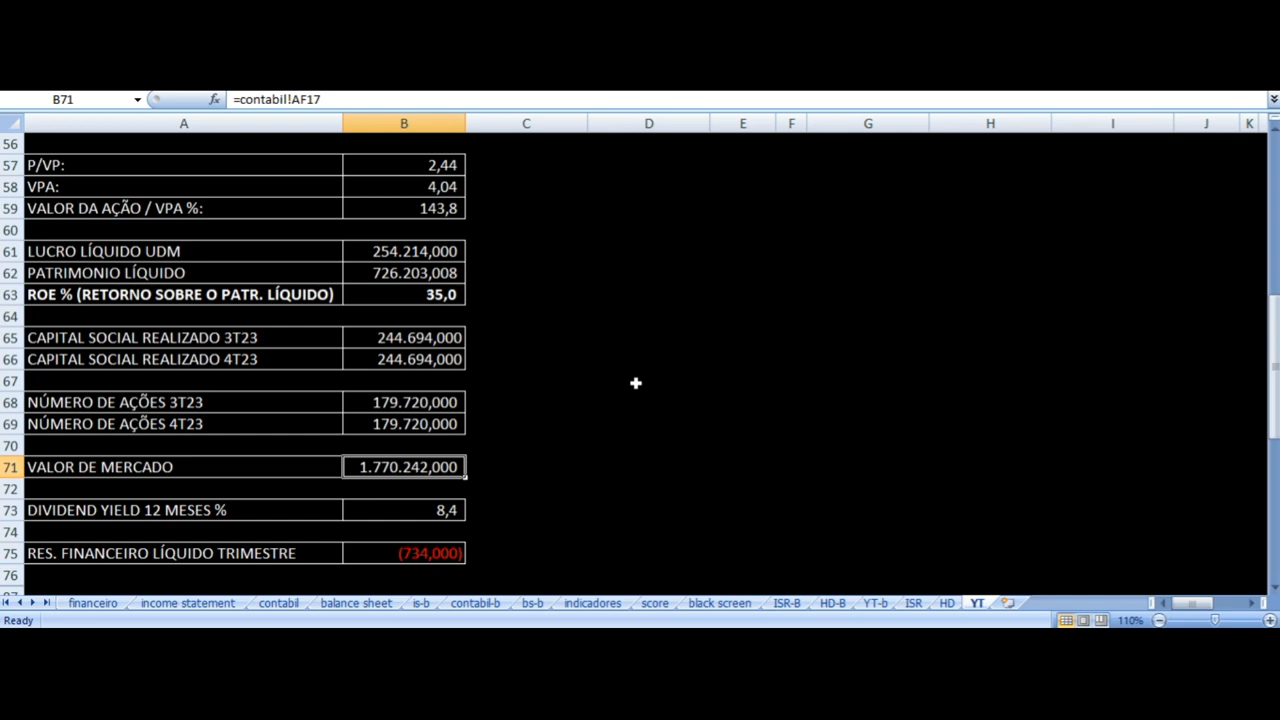 B71 fx =contabil!AF17
A B C D E F G H I J K
56
57 P/VP: 2,44
58 VPA: 4,04
59 VALOR DA AÇÃO / VPA %: 143,8
60
61 LUCRO LÍQUIDO UDM 254.214,000
62 PATRIMONIO LÍQUIDO 726.203,008
63 ROE % (RETORNO SOBRE O PATR. LÍQUIDO) 35,0
64
65 CAPITAL SOCIAL REALIZADO 3T23 244.694,000
66 CAPITAL SOCIAL REALIZADO 4T23 244.694,000
67
68 NÚMERO DE AÇÕES 3T23 179.720,000
69 NÚMERO DE AÇÕES 4T23 179.720,000
70
71 VALOR DE MERCADO 1.770.242,000
72
73 DIVIDEND YIELD 12 MESES % 8,4
74
75 RES. FINANCEIRO LÍQUIDO TRIMESTRE (734,000)
76
financeiro income statement contabil balance sheet is-b contabil-b bs-b indicadores score black screen ISR-B HD-B YT-b ISR HD YT
Ready 110%